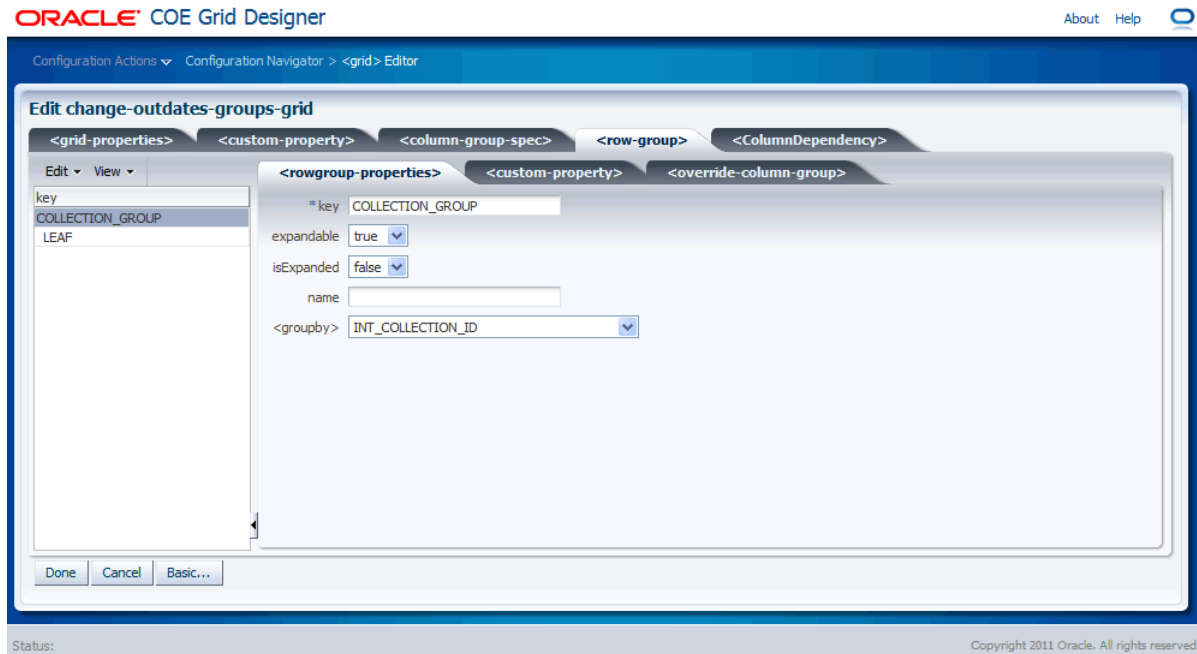 ORACLE COE Grid Designer
About Help
Configuration Actions Configuration Navigator > <grid> Editor
Edit change-outdates-groups-grid
<grid-properties> <custom-property> <column-group-spec> <row-group> <ColumnDependency>
Edit View
<rowgroup-properties> <custom-property> <override-column-group>
key
COLLECTION_GROUP
LEAF
* key COLLECTION_GROUP
expandable true
isExpanded false
name
<groupby> INT_COLLECTION_ID
Done Cancel Basic...
Status:
Copyright 2011 Oracle. All rights reserved